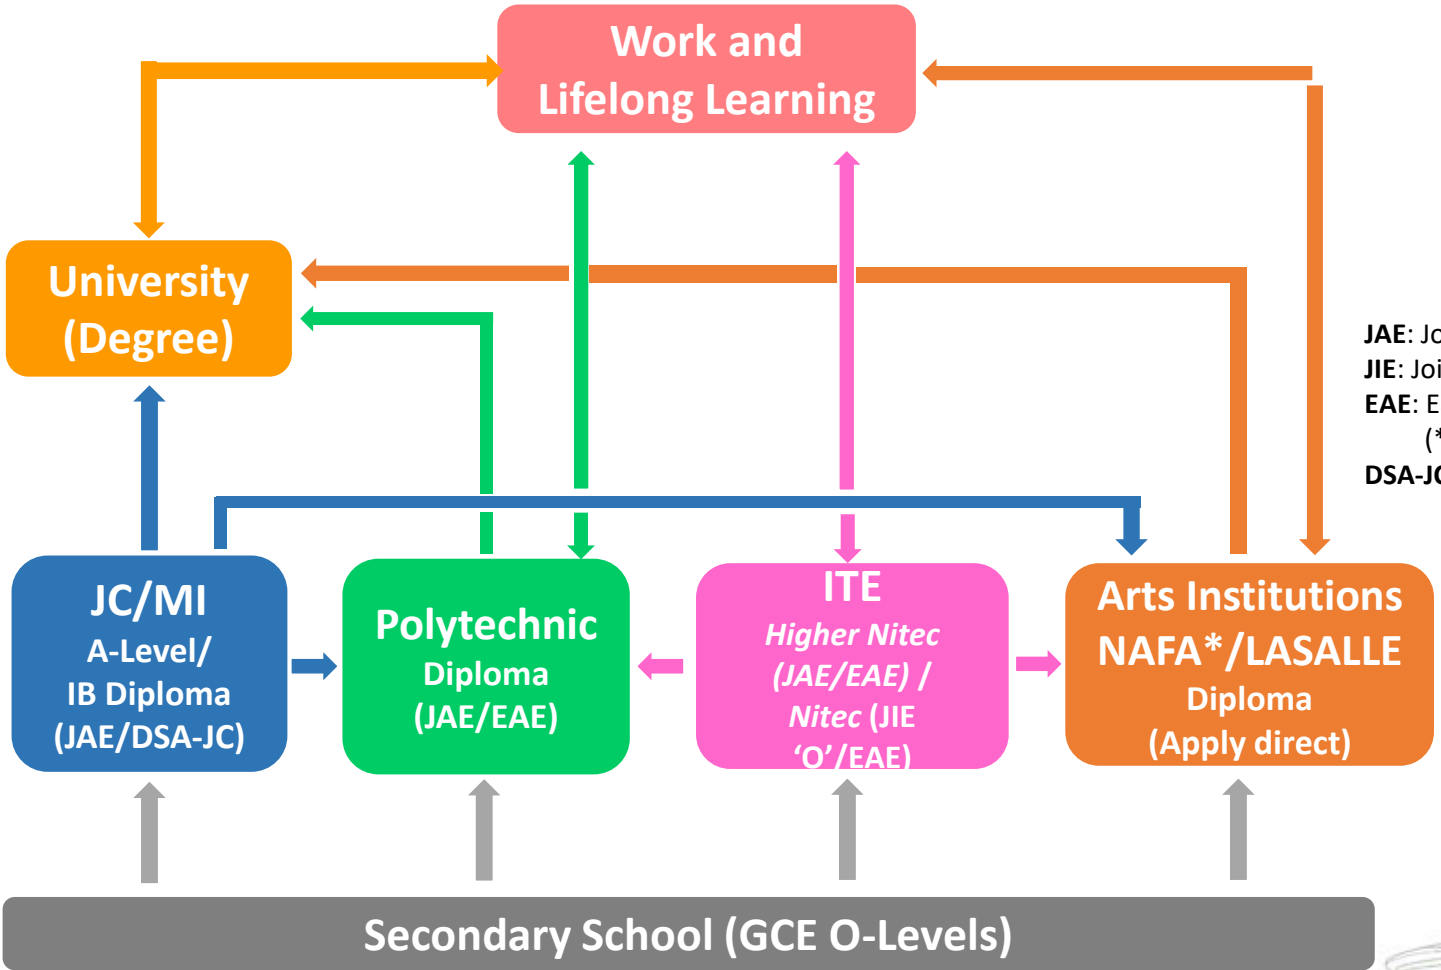 Work and
Lifelong Learning
University
(Degree)
JAE: Jo
JIE: Joi
EAE: E
(*
DSA-JC
JC/MI
A-Level/
IB Diploma
(JAE/DSA-JC)
Polytechnic
Diploma
(JAE/EAE)
ITE
Higher Nitec
(JAE/EAE) /
Nitec (JIE
‘O’/EAE)
Arts Institutions
NAFA*/LASALLE
Diploma
(Apply direct)
Secondary School (GCE O-Levels)